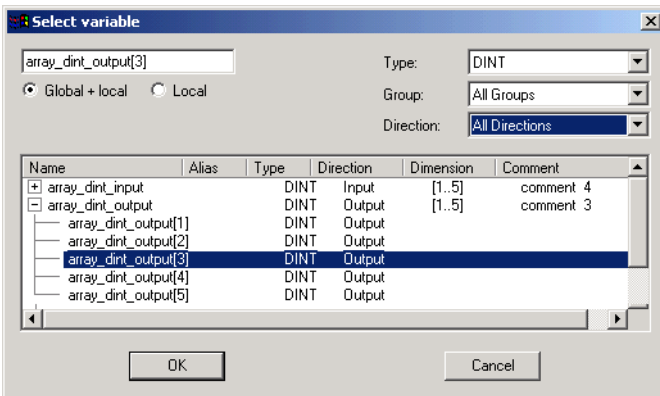 Select variable
array_dint_output[3]
Type: DINT
Global + local Local
Group: All Groups
Direction: All Directions
Name Alias Type Direction Dimension Comment
array_dint_input DINT Input [1..5] comment 4
array_dint_output DINT Output [1..5] comment 3
array_dint_output[1] DINT Output
array_dint_output[2] DINT Output
array_dint_output[3] DINT Output
array_dint_output[4] DINT Output
array_dint_output[5] DINT Output
OK Cancel